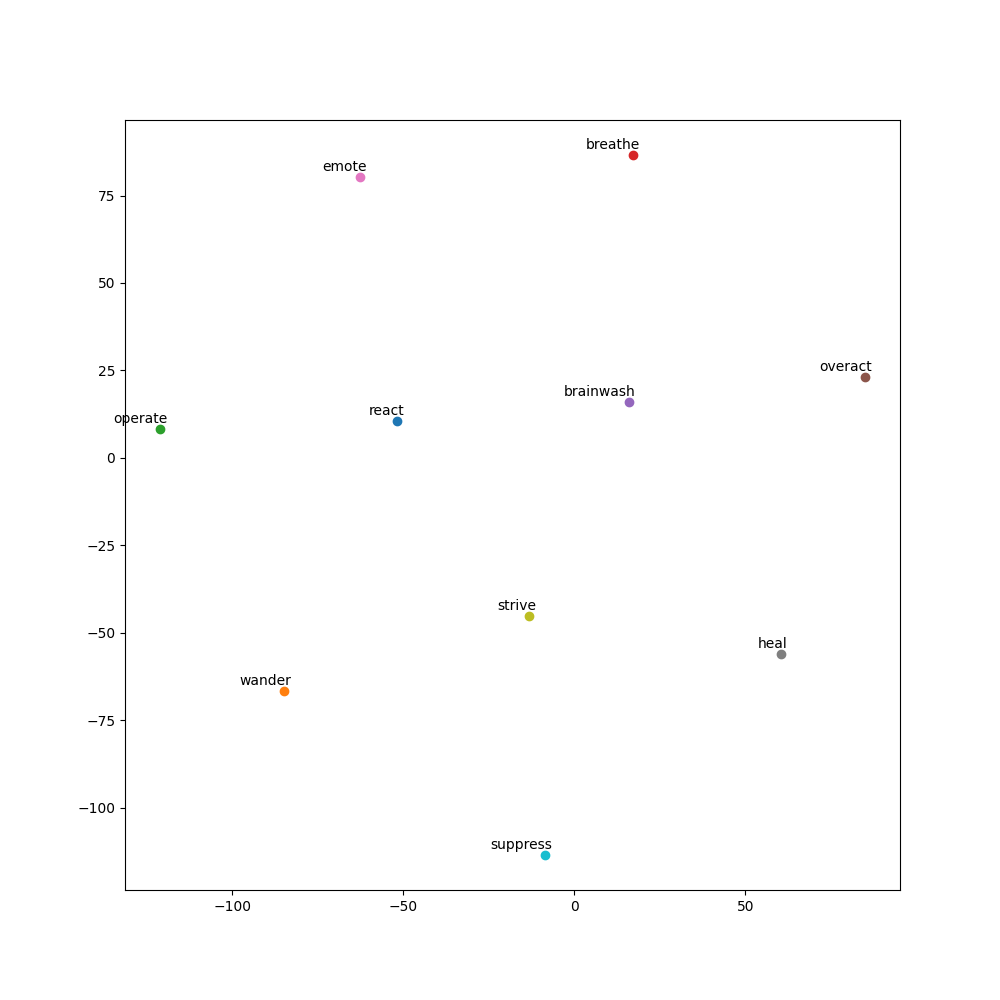 breathe
emote
75
50
25
overact
brainwash
react
operate
0
−25
strive
−50
heal
wander
−75
−100
suppress
−100
−50
0
50